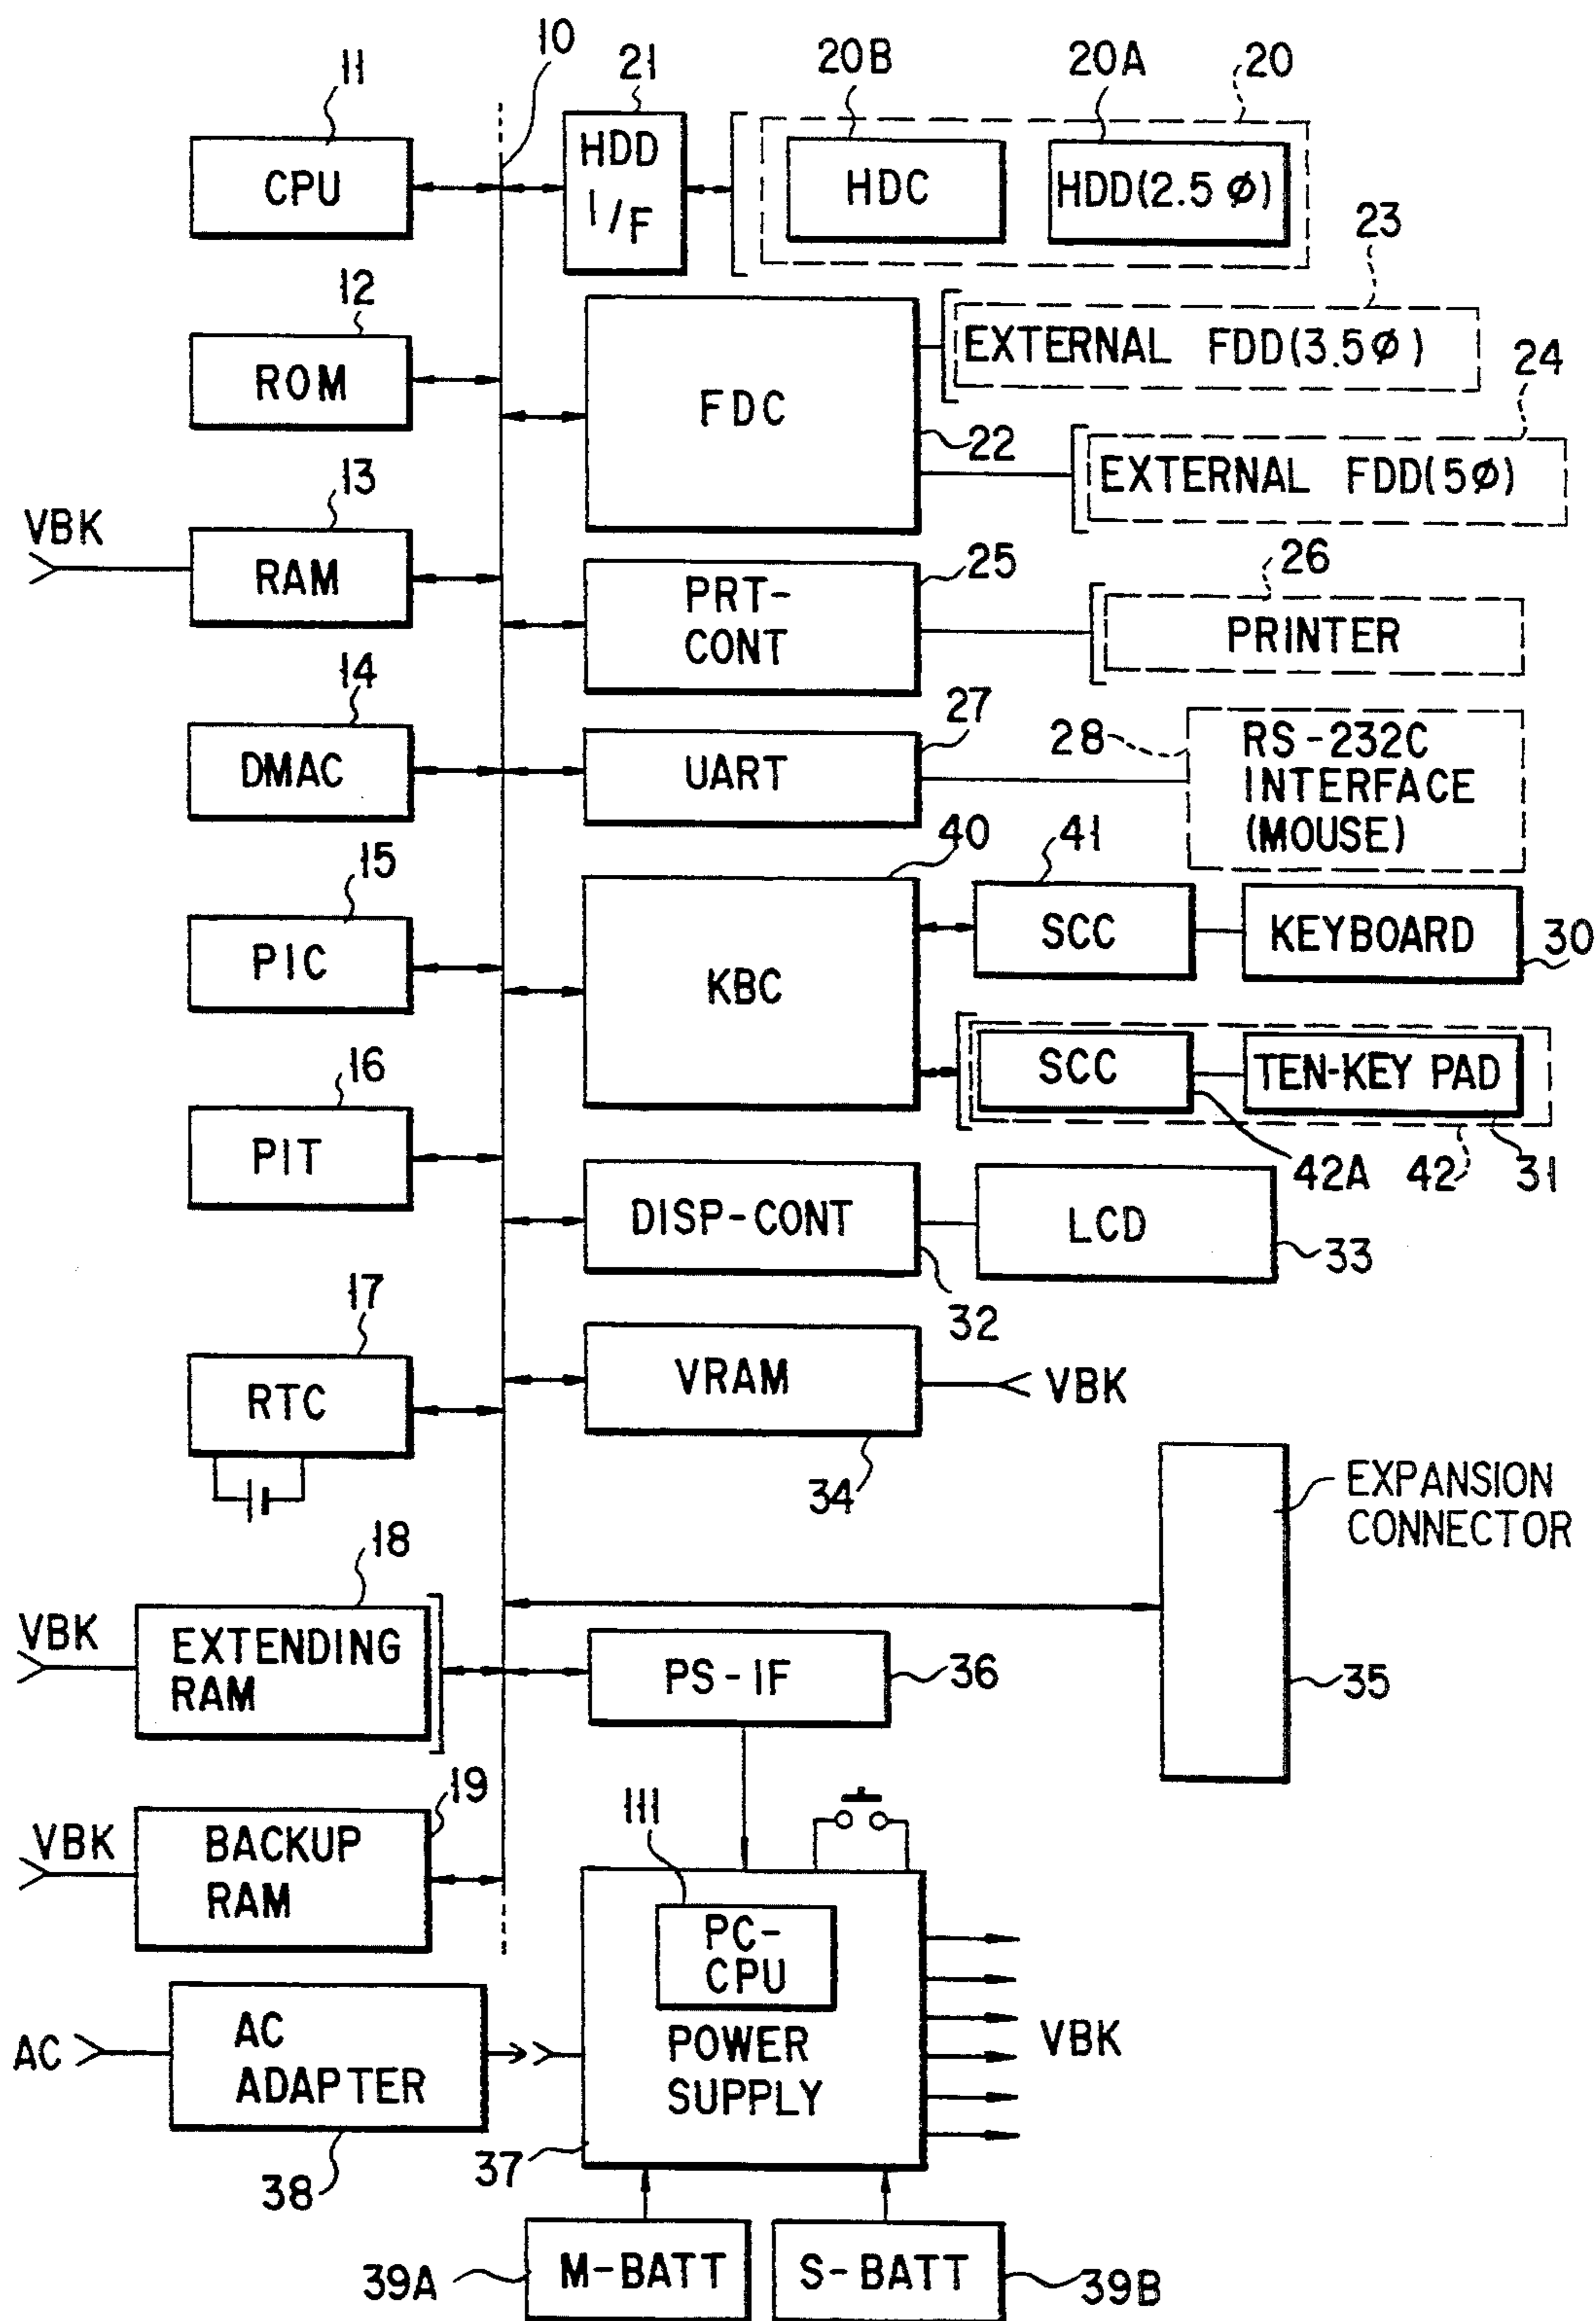 10
11
21
20B
20A
20
CPU
HDD
I/F
HDC
HDD(2.5 φ)
23
12
ROM
EXTERNAL FDD(3.5φ)
24
FDC
22
EXTERNAL FDD(5φ)
13
VBK
RAM
25
26
PRT-
CONT
PRINTER
14
27
28
DMAC
UART
RS-232C
INTERFACE
(MOUSE)
40
41
15
PIC
SCC
KEYBOARD
30
KBC
16
SCC
TEN-KEY PAD
PIT
42A
42
31
DISP-CONT
LCD
33
17
32
RTC
VRAM
VBK
34
EXPANSION
CONNECTOR
18
VBK
EXTENDING
RAM
PS-IF
36
35
19
111
VBK
BACKUP
RAM
PC-
CPU
AC
AC
ADAPTER
POWER
SUPPLY
VBK
38
37
39A
M-BATT
S-BATT
39B